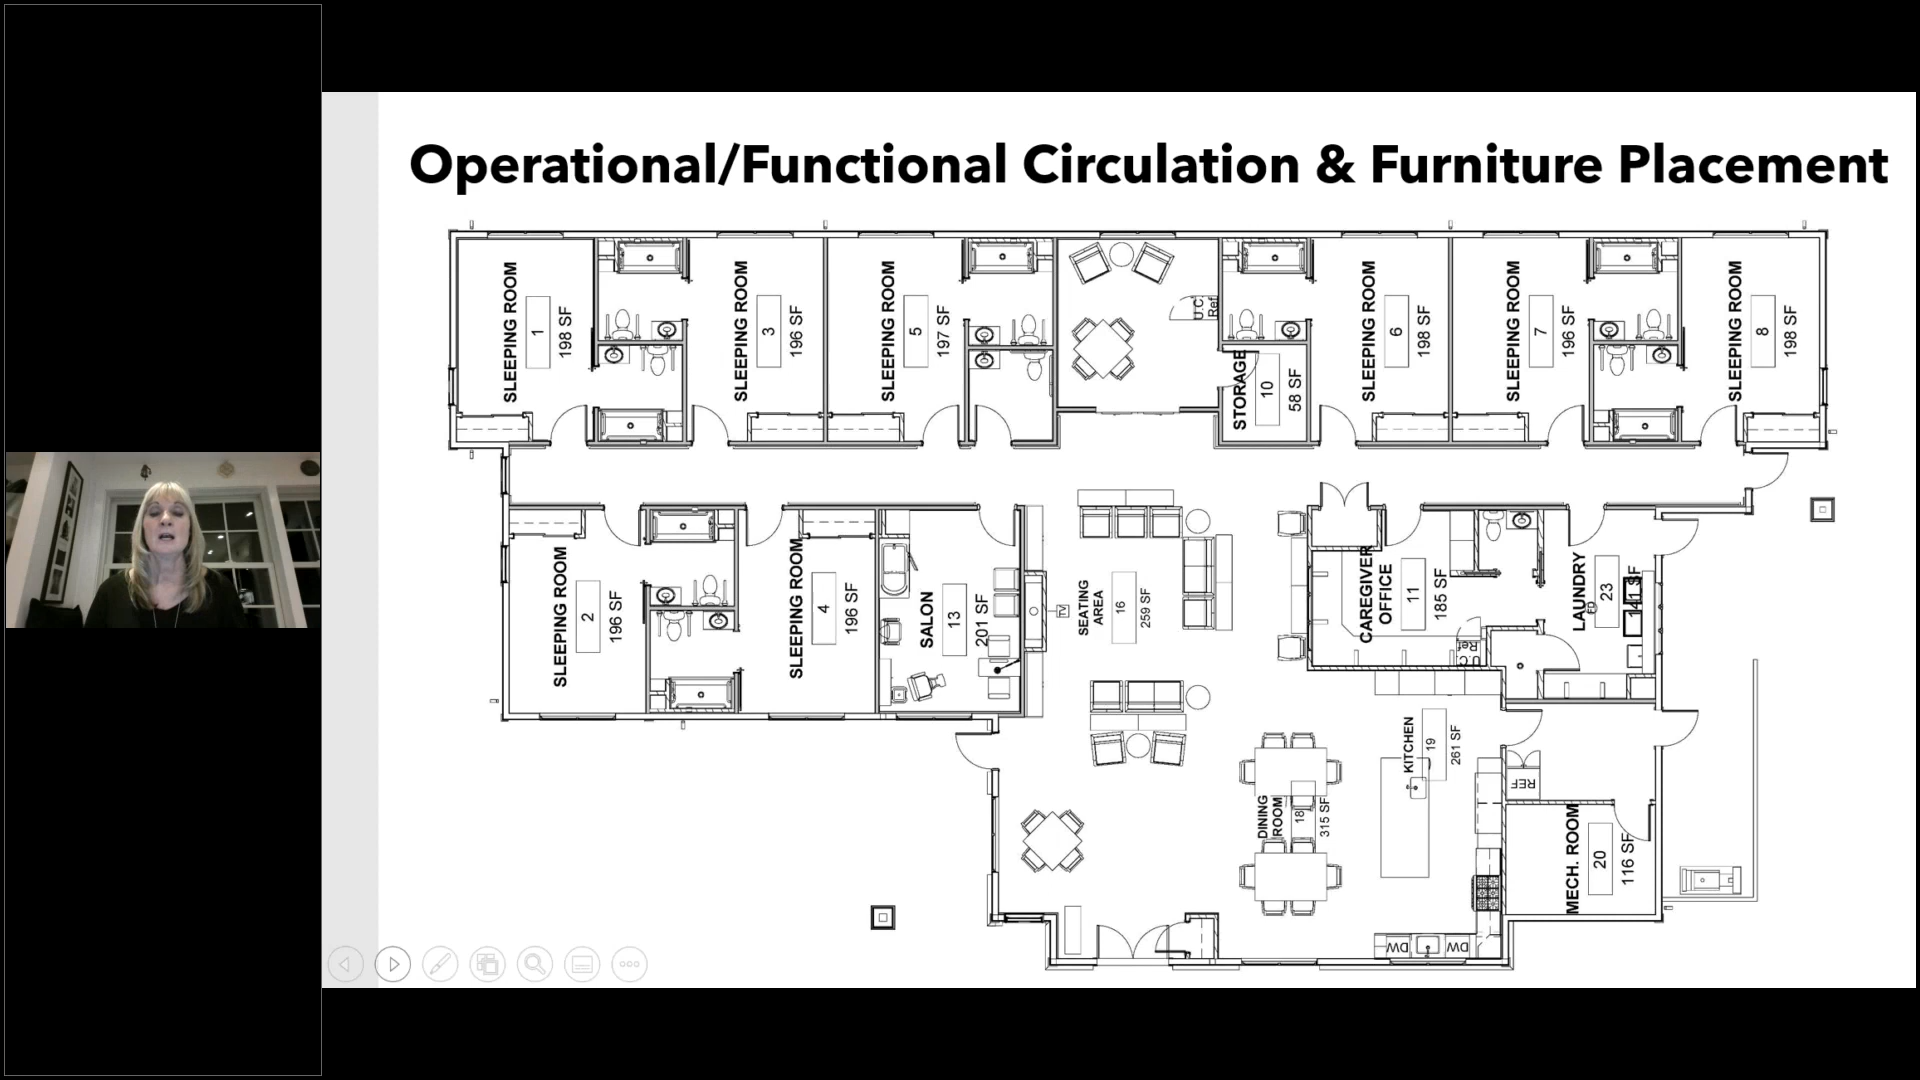 Operational/Functional Circulation & Furniture Placement
SLEEPING ROOM
1
198 SF
SLEEPING ROOM
3
196 SF
SLEEPING ROOM
5
197 SF
U.C.
Ref.
STORAGE
10
58 SF
SLEEPING ROOM
6
198 SF
SLEEPING ROOM
7
196 SF
SLEEPING ROOM
8
198 SF
SLEEPING ROOM
2
196 SF
SLEEPING ROOM
4
196 SF
SALON
13
201 SF
TV
SEATING
AREA
16
259 SF
CAREGIVER
OFFICE
11
185 SF
U.C.
Ref.
LAUNDRY
FD
23
141 SF
DINING
ROOM
18
315 SF
KITCHEN
19
261 SF
REF
MECH. ROOM
20
116 SF
DW
DW